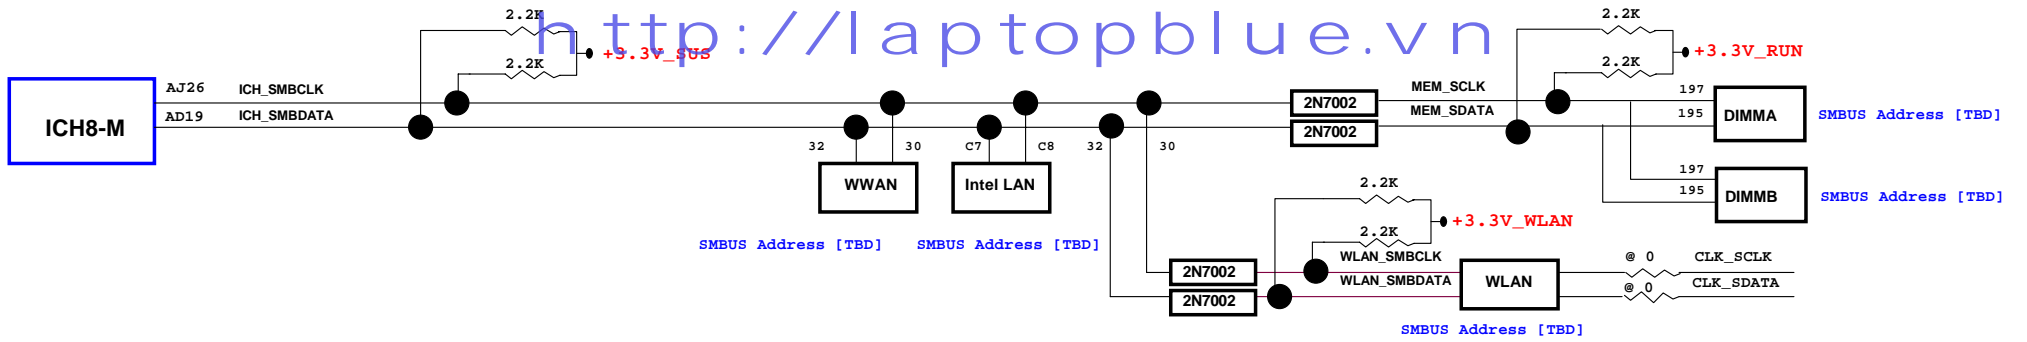 http://laptopblue.vn
2.2K
+3.3V_SUS
2.2K
2.2K
+3.3V_RUN
2.2K
ICH8-M
AJ26 ICH_SMBCLK
AD19 ICH_SMBDATA
2N7002
2N7002
MEM_SCLK
MEM_SDATA
197
195
DIMMA
SMBUS Address [TBD]
32 30
WWAN
SMBUS Address [TBD]
C7 C8
Intel LAN
SMBUS Address [TBD]
32 30
197
195
DIMMB
SMBUS Address [TBD]
2.2K
+3.3V_WLAN
2.2K
2N7002
2N7002
WLAN_SMBCLK
WLAN_SMBDATA
WLAN
SMBUS Address [TBD]
@ 0 CLK_SCLK
@ 0 CLK_SDATA